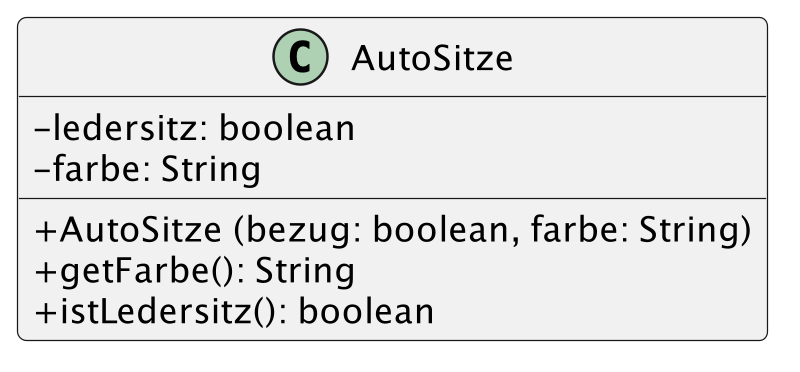 C AutoSitze
-ledersitz: boolean
-farbe: String
+AutoSitze (bezug: boolean, farbe: String)
+getFarbe(): String
+istLedersitz(): boolean